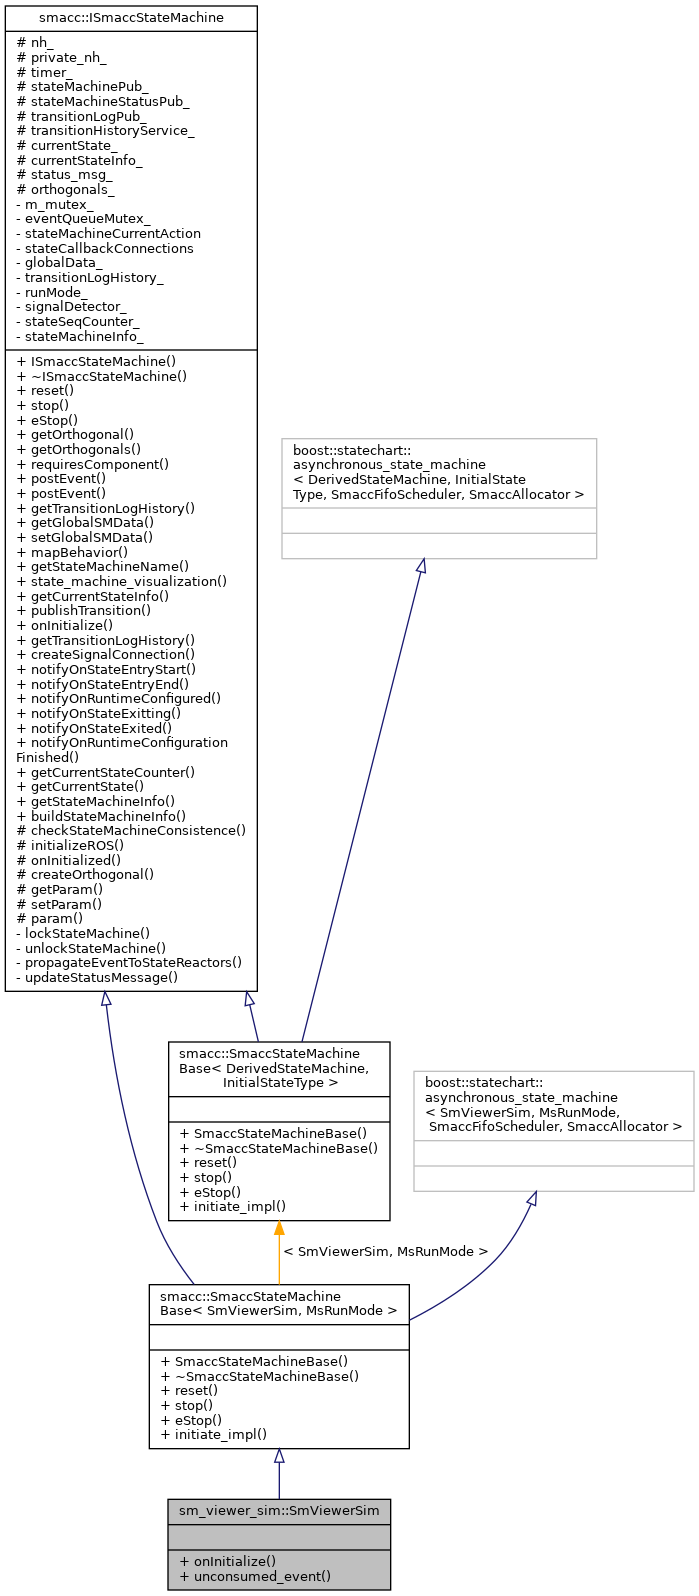 smacc::ISmaccStateMachine
# nh_
# private_nh_
# timer_
# stateMachinePub_
# stateMachineStatusPub_
# transitionLogPub_
# transitionHistoryService_
# currentState_
# currentStateInfo_
# status_msg_
# orthogonals_
- m_mutex_
- eventQueueMutex_
- stateMachineCurrentAction
- stateCallbackConnections
- globalData_
- transitionLogHistory_
- runMode_
- signalDetector_
- stateSeqCounter_
- stateMachineInfo_
+ ISmaccStateMachine()
+ ~ISmaccStateMachine()
+ reset()
+ stop()
+ eStop()
+ getOrthogonal()
+ getOrthogonals()
+ requiresComponent()
+ postEvent()
+ postEvent()
+ getTransitionLogHistory()
+ getGlobalSMData()
+ setGlobalSMData()
+ mapBehavior()
+ getStateMachineName()
+ state_machine_visualization()
+ getCurrentStateInfo()
+ publishTransition()
+ onInitialize()
+ getTransitionLogHistory()
+ createSignalConnection()
+ notifyOnStateEntryStart()
+ notifyOnStateEntryEnd()
+ notifyOnRuntimeConfigured()
+ notifyOnStateExitting()
+ notifyOnStateExited()
+ notifyOnRuntimeConfiguration
Finished()
+ getCurrentStateCounter()
+ getCurrentState()
+ getStateMachineInfo()
+ buildStateMachineInfo()
# checkStateMachineConsistence()
# initializeROS()
# onInitialized()
# createOrthogonal()
# getParam()
# setParam()
# param()
- lockStateMachine()
- unlockStateMachine()
- propagateEventToStateReactors()
- updateStatusMessage()
boost::statechart::
asynchronous_state_machine
< DerivedStateMachine, InitialState
Type, SmaccFifoScheduler, SmaccAllocator >
smacc::SmaccStateMachine
Base< DerivedStateMachine,
InitialStateType >
+ SmaccStateMachineBase()
+ ~SmaccStateMachineBase()
+ reset()
+ stop()
+ eStop()
+ initiate_impl()
boost::statechart::
asynchronous_state_machine
< SmViewerSim, MsRunMode,
SmaccFifoScheduler, SmaccAllocator >
< SmViewerSim, MsRunMode >
smacc::SmaccStateMachine
Base< SmViewerSim, MsRunMode >
+ SmaccStateMachineBase()
+ ~SmaccStateMachineBase()
+ reset()
+ stop()
+ eStop()
+ initiate_impl()
sm_viewer_sim::SmViewerSim
+ onInitialize()
+ unconsumed_event()